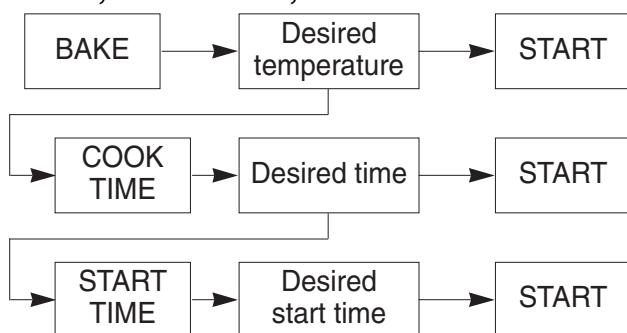 BAKE
Desired
temperature
START
COOK
TIME
Desired time
START
START
TIME
Desired
start time
START